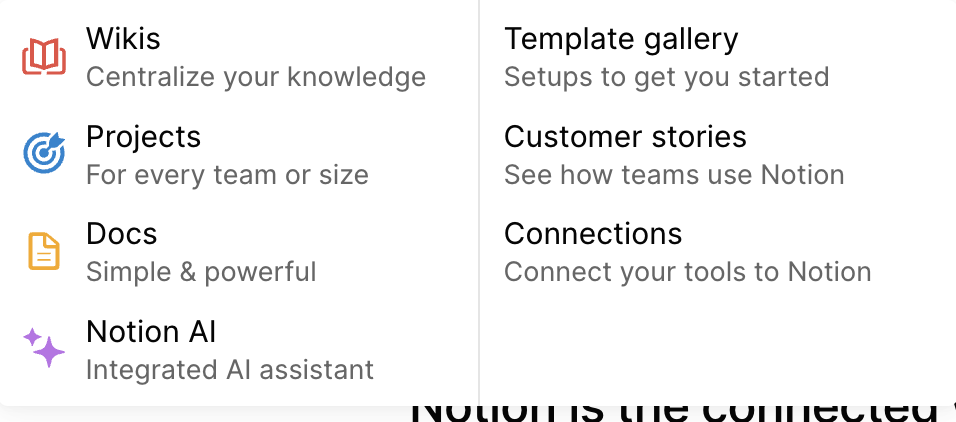 Wikis
Centralize your knowledge
Projects
For every team or size
Docs
Simple & powerful
Notion AI
Integrated AI assistant
Template gallery
Setups to get you started
Customer stories
See how teams use Notion
Connections
Connect your tools to Notion
Notion is the connected